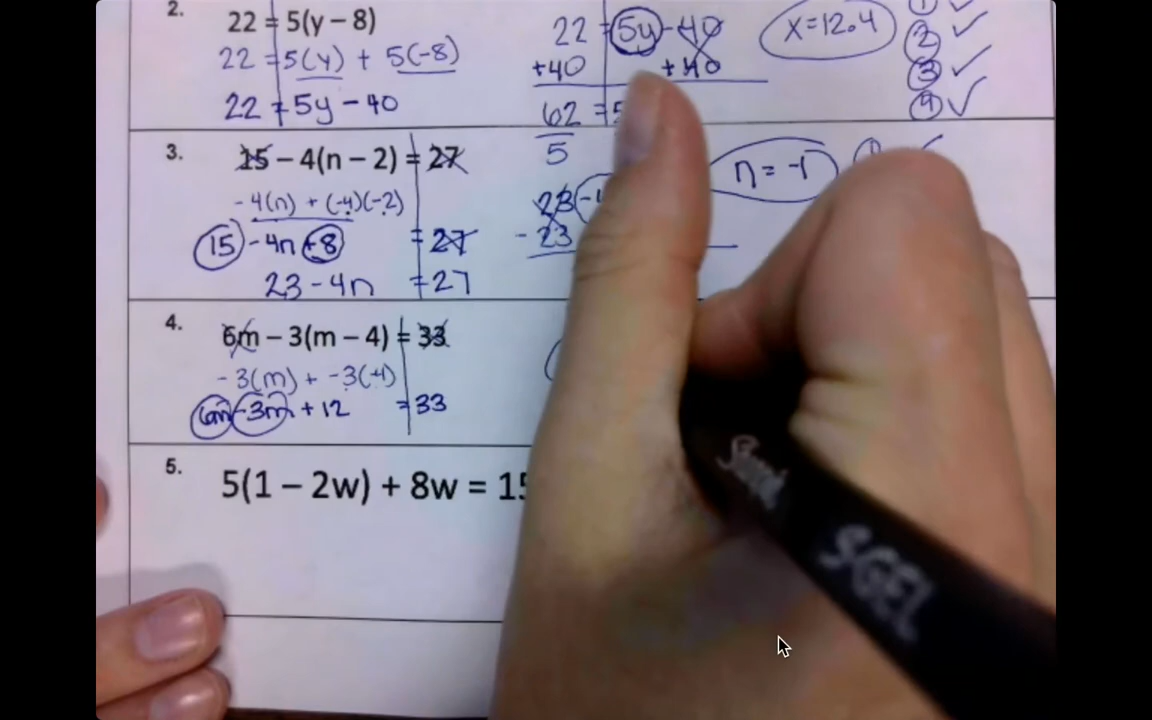 2.
22 = 5(y – 8)
22 = 5(y) + 5(-8)
22 = 5y - 40
22 = 5y - 40
+40 +40
62 = 5
5
x=12.4
①✓
②✓
③✓
④✓
3.
15 – 4(n – 2) = 27
-4(n) + (-4)(-2)
15 - 4n +8 = 27
23 - 4n = 27
23
- 23
n = -1
4.
6m – 3(m – 4) = 33
-3(m) + -3(-4)
6m -3m + 12 = 33
5.
5(1 – 2w) + 8w = 15
SGEL